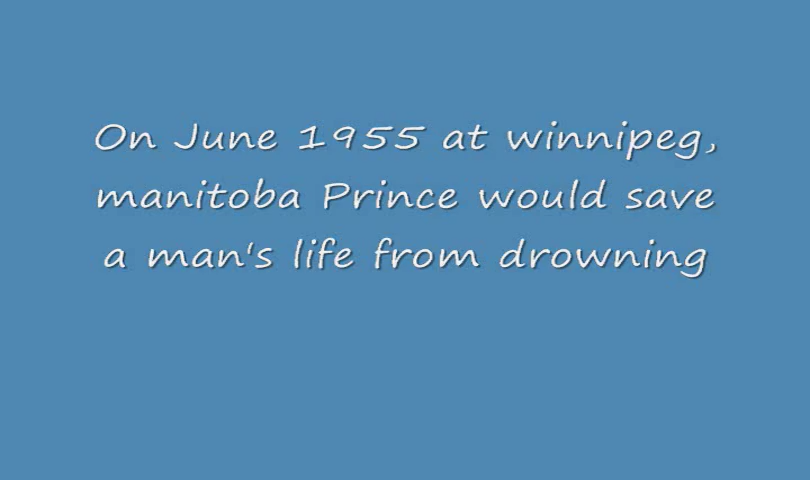 On June 1955 at winnipeg,
manitoba Prince would save
a man's life from drowning